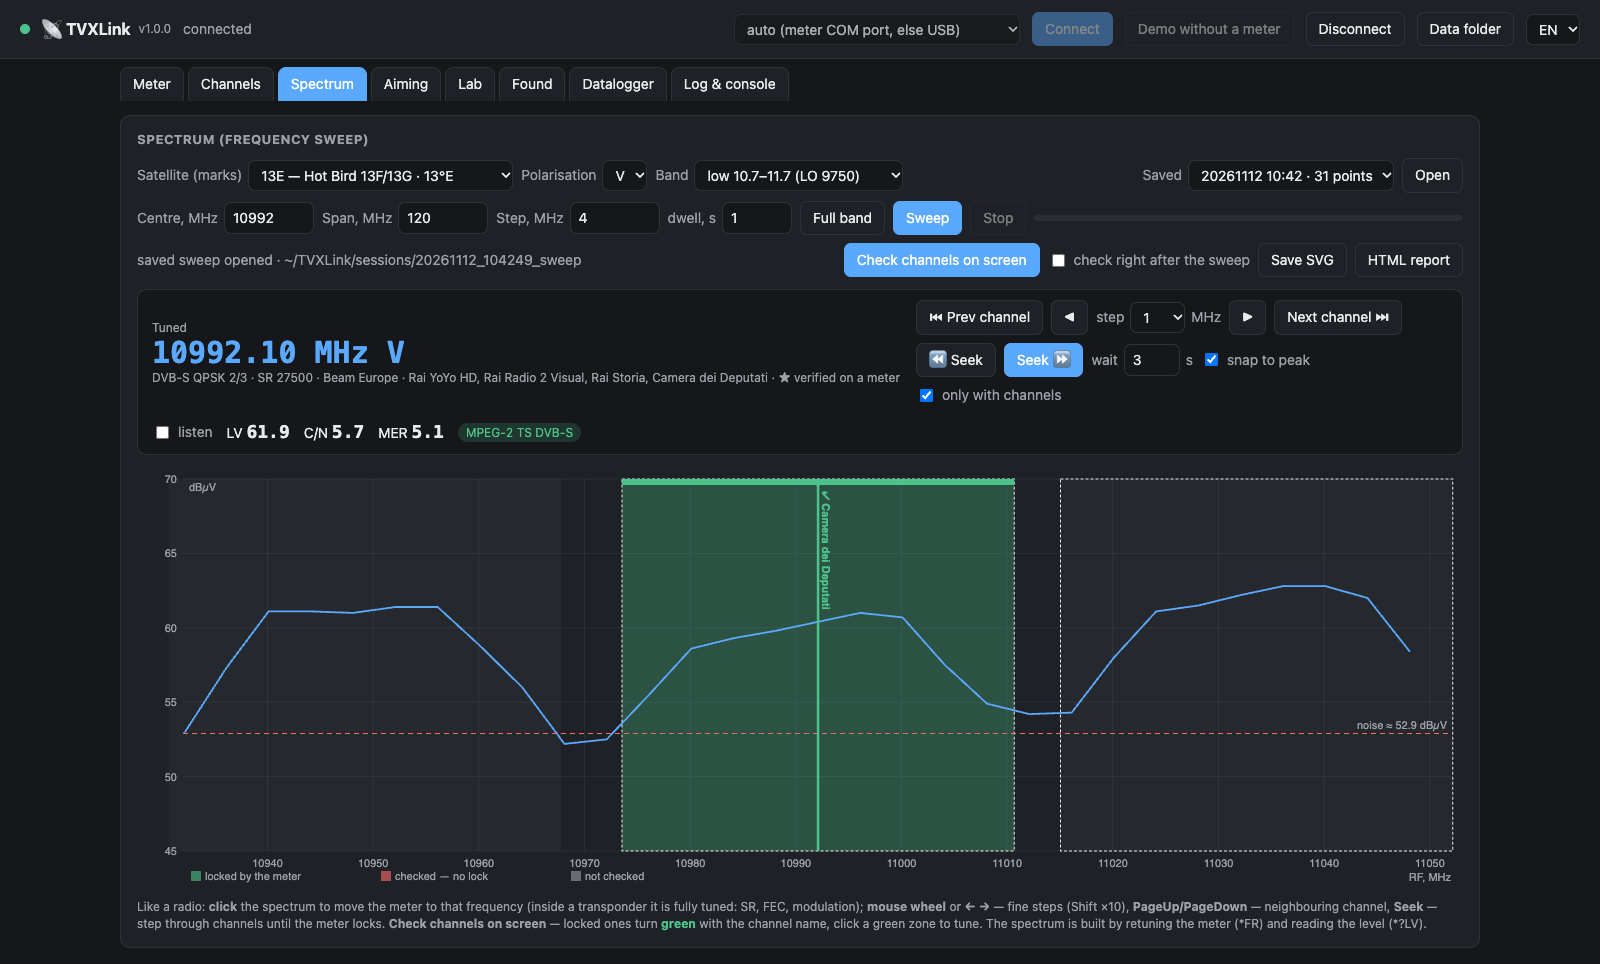 TVXLink v1.0.0 connected auto (meter COM port, else USB) Connect Demo without a meter Disconnect Data folder EN
Meter Channels Spectrum Aiming Lab Found Datalogger Log & console
SPECTRUM (FREQUENCY SWEEP)
Satellite (marks) 13E — Hot Bird 13F/13G · 13°E Polarisation V Band low 10.7–11.7 (LO 9750) Saved 20261112 10:42 · 31 points Open
Centre, MHz 10992 Span, MHz 120 Step, MHz 4 dwell, s 1 Full band Sweep Stop
saved sweep opened · ~/TVXLink/sessions/20261112_104249_sweep Check channels on screen check right after the sweep Save SVG HTML report
⏮ Prev channel ◀ step 1 MHz ▶ Next channel ⏭
Tuned
10992.10 MHz V
DVB-S QPSK 2/3 · SR 27500 · Beam Europe · Rai YoYo HD, Rai Radio 2 Visual, Rai Storia, Camera dei Deputati · ★ verified on a meter
⏪ Seek Seek ⏩ wait 3 s snap to peak
only with channels
listen LV 61.9 C/N 5.7 MER 5.1 MPEG-2 TS DVB-S
70
dBµV
65
60
55
50
45
✓ Camera dei Deputati
noise ≈ 52.9 dBµV
10940 10950 10960 10970 10980 10990 11000 11010 11020 11030 11040 11050
locked by the meter checked — no lock not checked RF, MHz
Like a radio: click the spectrum to move the meter to that frequency (inside a transponder it is fully tuned: SR, FEC, modulation); mouse wheel or ← → — fine steps (Shift ×10), PageUp/PageDown — neighbouring channel, Seek —
step through channels until the meter locks. Check channels on screen — locked ones turn green with the channel name, click a green zone to tune. The spectrum is built by retuning the meter (*FR) and reading the level (*?LV).